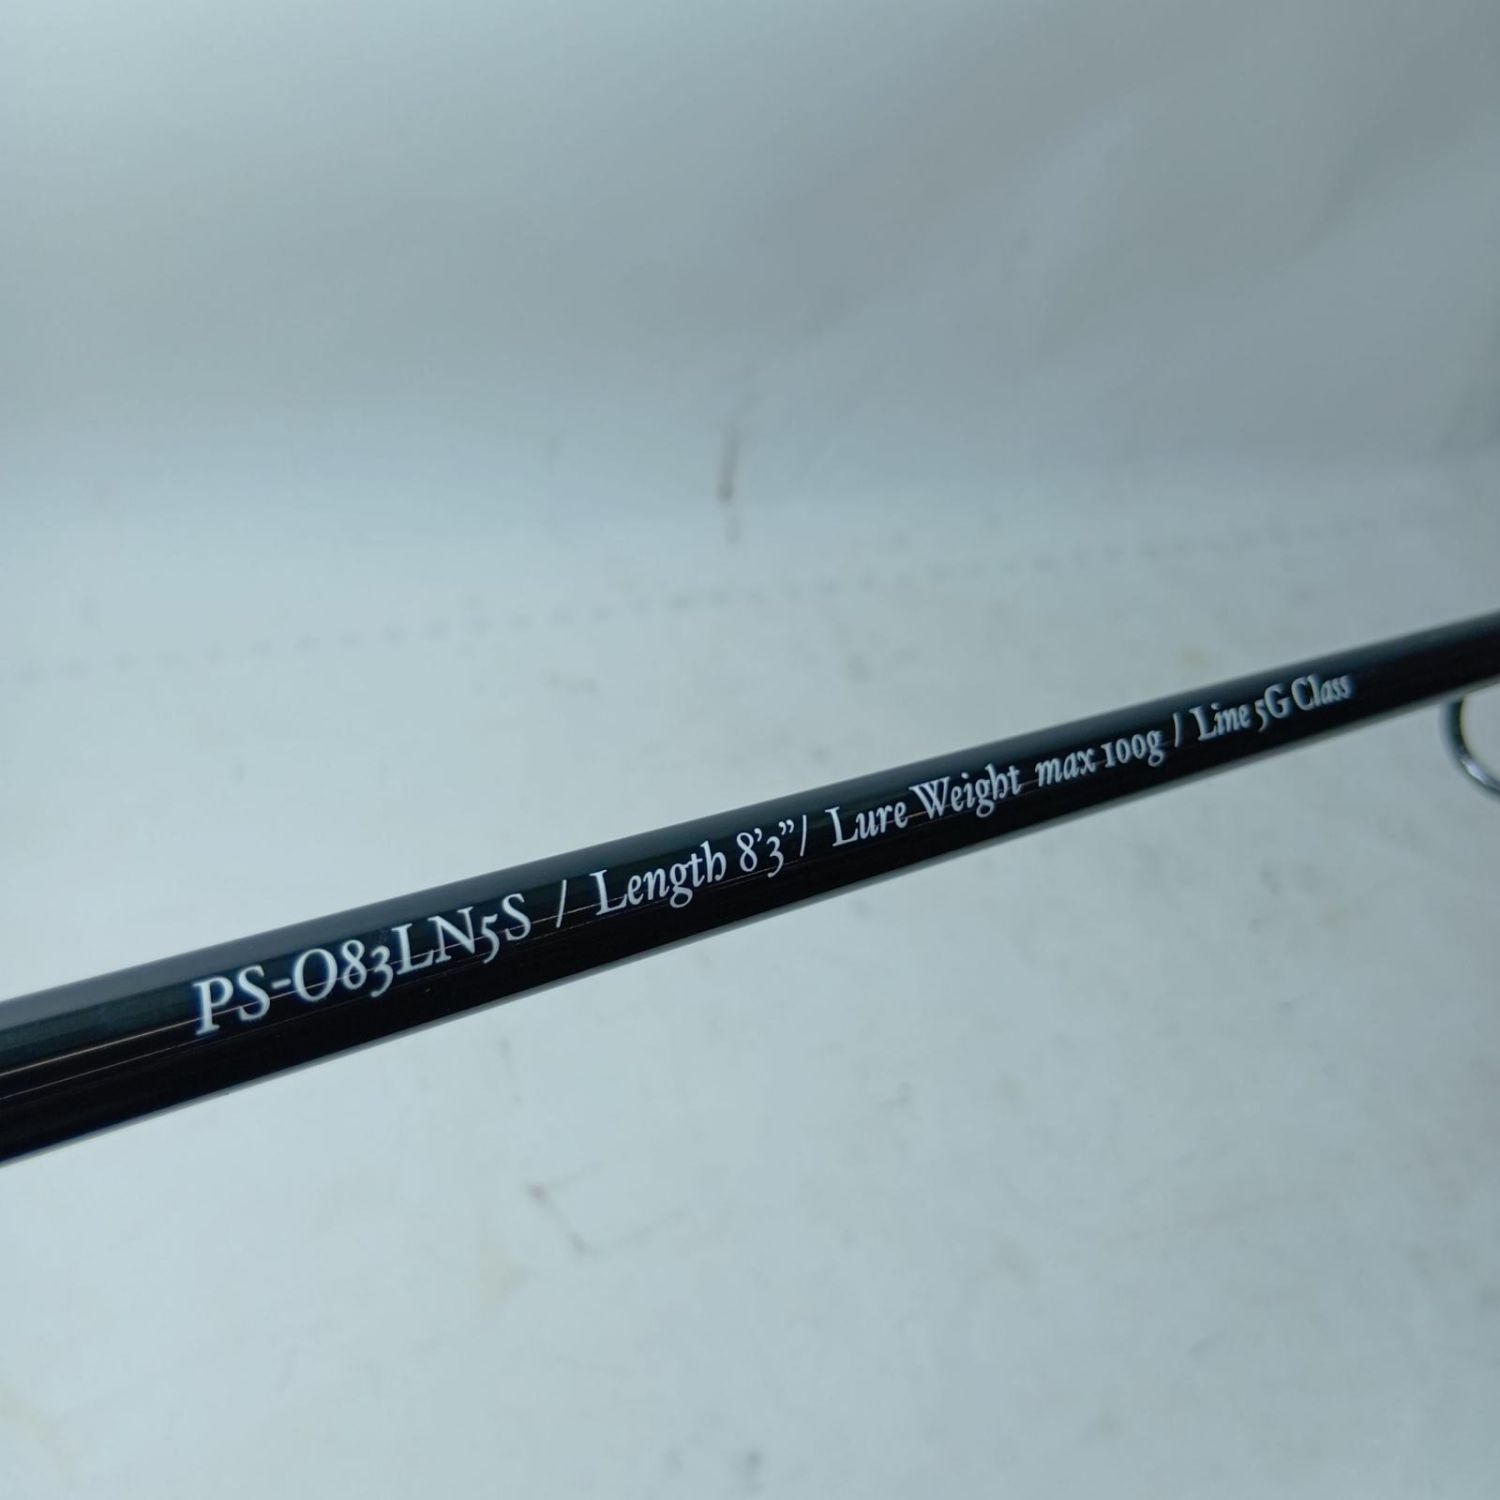 PS-O83LN5S / Length 8'3"/ Lure Weight max 100g / Line 5G Class